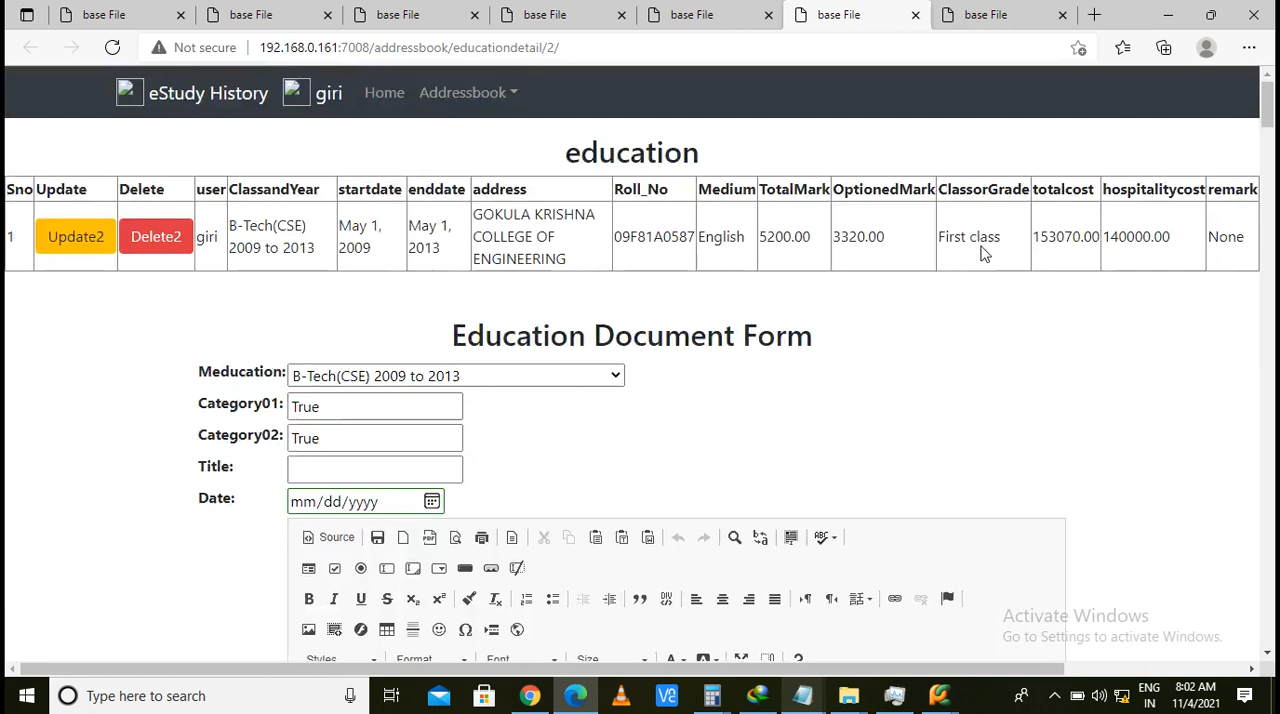 base File
base File
base File
base File
base File
base File
base File
Not secure
192.168.0.161:7008/addressbook/educationdetail/2/
eStudy History giri Home Addressbook
education
Sno Update Delete user ClassandYear startdate enddate address Roll_No Medium TotalMark OptionedMark ClassorGrade totalcost hospitalitycost remark
1 Update2 Delete2 giri B-Tech(CSE) 2009 to 2013 May 1, 2009 May 1, 2013 GOKULA KRISHNA COLLEGE OF ENGINEERING 09F81A0587 English 5200.00 3320.00 First class 153070.00 140000.00 None
Education Document Form
Meducation: B-Tech(CSE) 2009 to 2013
Category01: True
Category02: True
Title:
Date: mm/dd/yyyy
Source
Styles Format Font Size
Activate Windows
Go to Settings to activate Windows.
Type here to search
ENG
IN
8:02 AM
11/4/2021